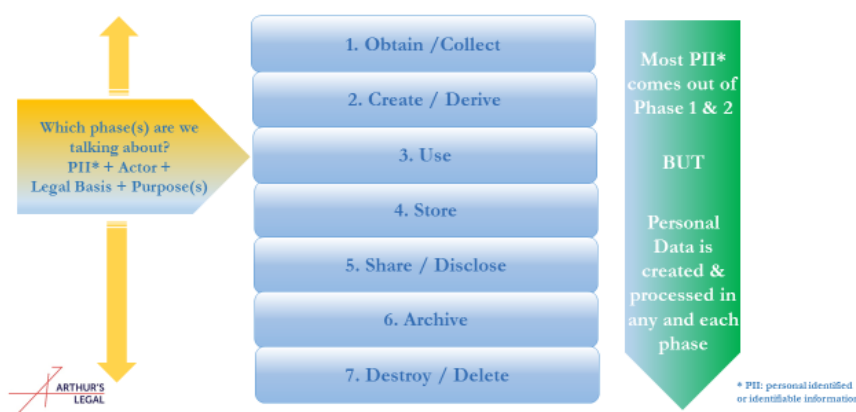 Which phase(s) are we
talking about?
PII* + Actor +
Legal Basis + Purpose(s)
1. Obtain /Collect
2. Create / Derive
3. Use
4. Store
5. Share / Disclose
6. Archive
7. Destroy / Delete
Most PII*
comes out of
Phase 1 & 2
BUT
Personal
Data is
created &
processed in
any and each
phase
ARTHUR'S
LEGAL
* PII: personal identified
or identifiable information